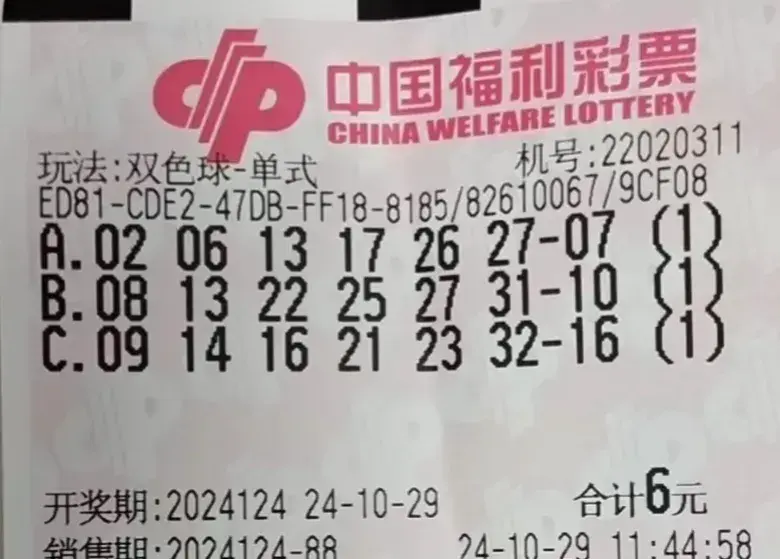 中国福利彩票
CHINA WELFARE LOTTERY
玩法:双色球-单式 机号:22020311
ED81-CDE2-47DB-FF18-8185/82610067/9CF08
A.02 06 13 17 26 27-07 (1)
B.08 13 22 25 27 31-10 (1)
C.09 14 16 21 23 32-16 (1)
开奖期:2024124 24-10-29 合计6元
销售期:2024124-88 24-10-29 11:44:58